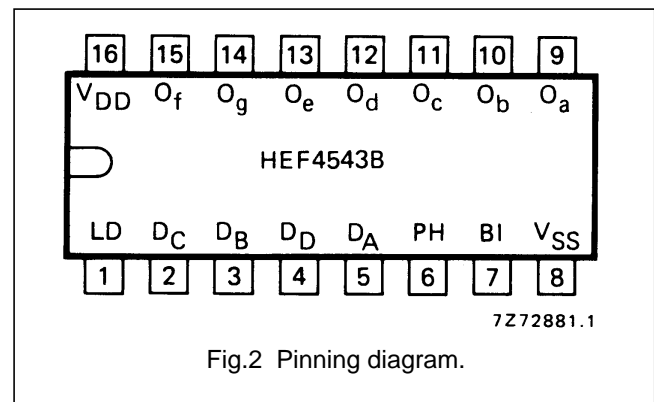 16 15 14 13 12 11 10 9
VDD Of Og Oe Od Oc Ob Oa
HEF4543B
LD DC DB DD DA PH BI VSS
1 2 3 4 5 6 7 8
7Z72881.1
Fig.2 Pinning diagram.